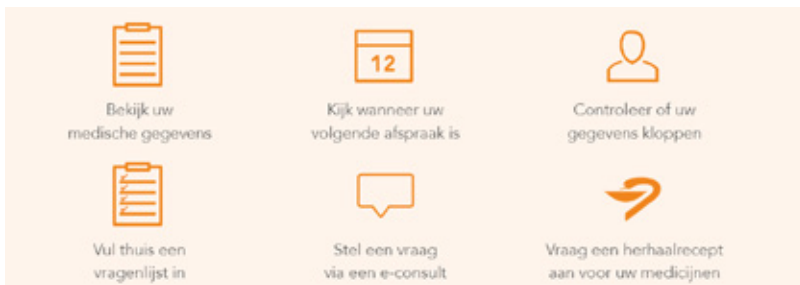 12
Bekijk uw
medische gegevens
Kijk wanneer uw
volgende afspraak is
Controleer of uw
gegevens kloppen
Vul thuis een
vragenlijst in
Stel een vraag
via een e-consult
Vraag een herhaalrecept
aan voor uw medicijnen